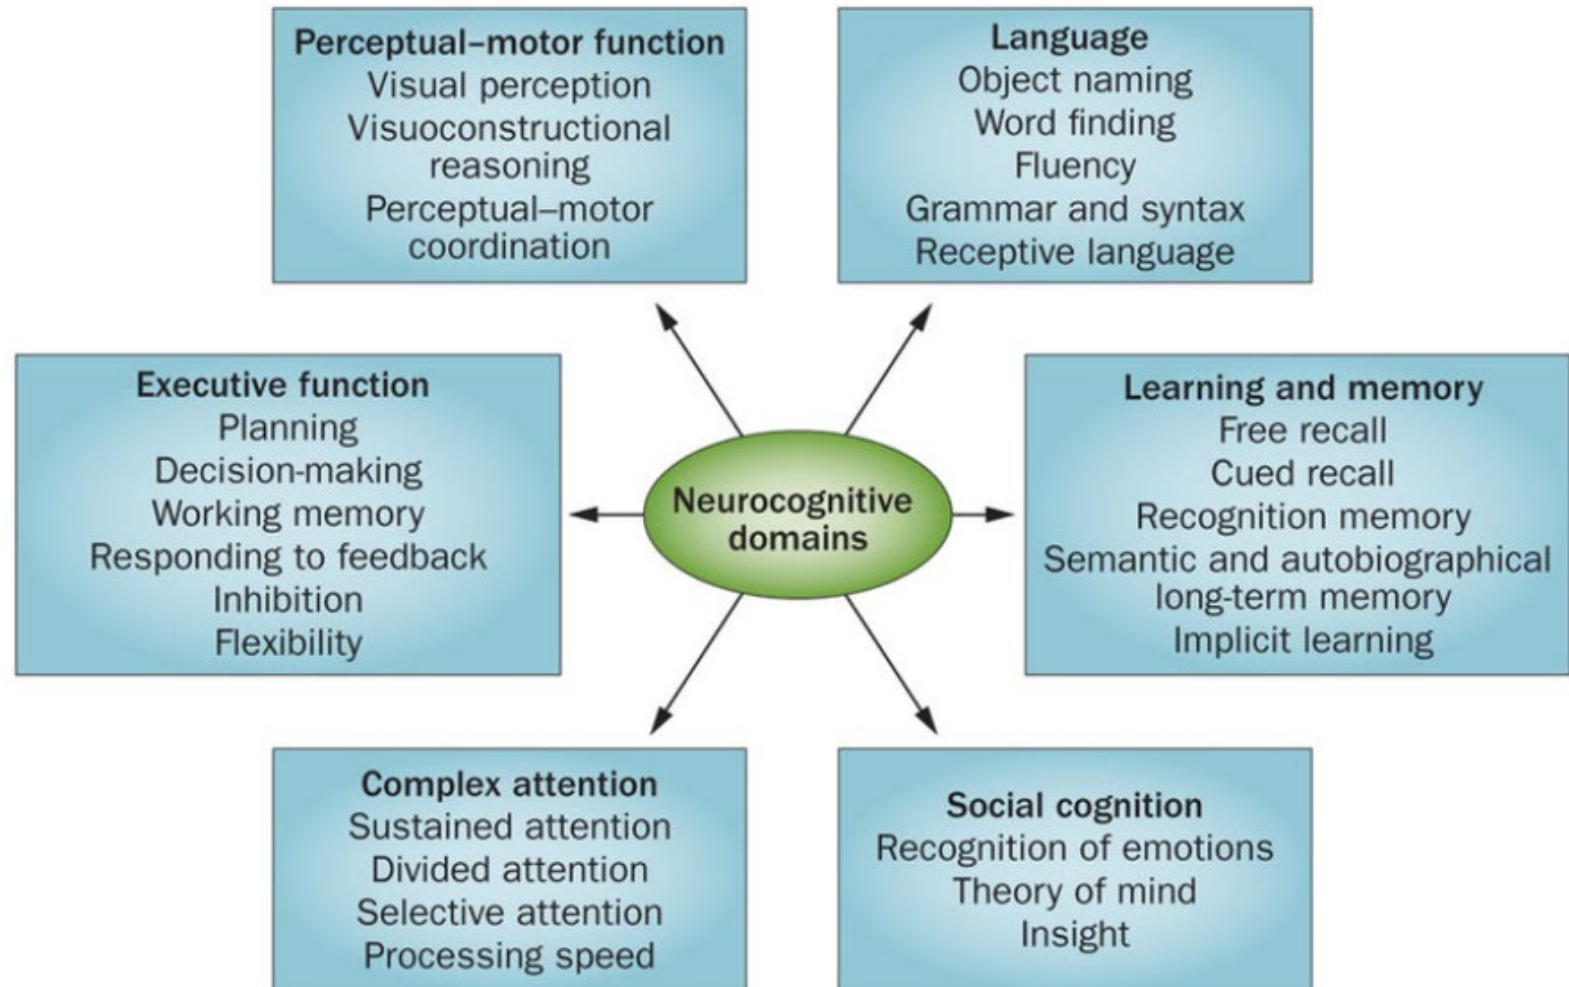 Perceptual–motor function
Visual perception
Visuoconstructional
reasoning
Perceptual–motor
coordination
Language
Object naming
Word finding
Fluency
Grammar and syntax
Receptive language
Executive function
Planning
Decision-making
Working memory
Responding to feedback
Inhibition
Flexibility
Neurocognitive
domains
Learning and memory
Free recall
Cued recall
Recognition memory
Semantic and autobiographical
long-term memory
Implicit learning
Complex attention
Sustained attention
Divided attention
Selective attention
Processing speed
Social cognition
Recognition of emotions
Theory of mind
Insight